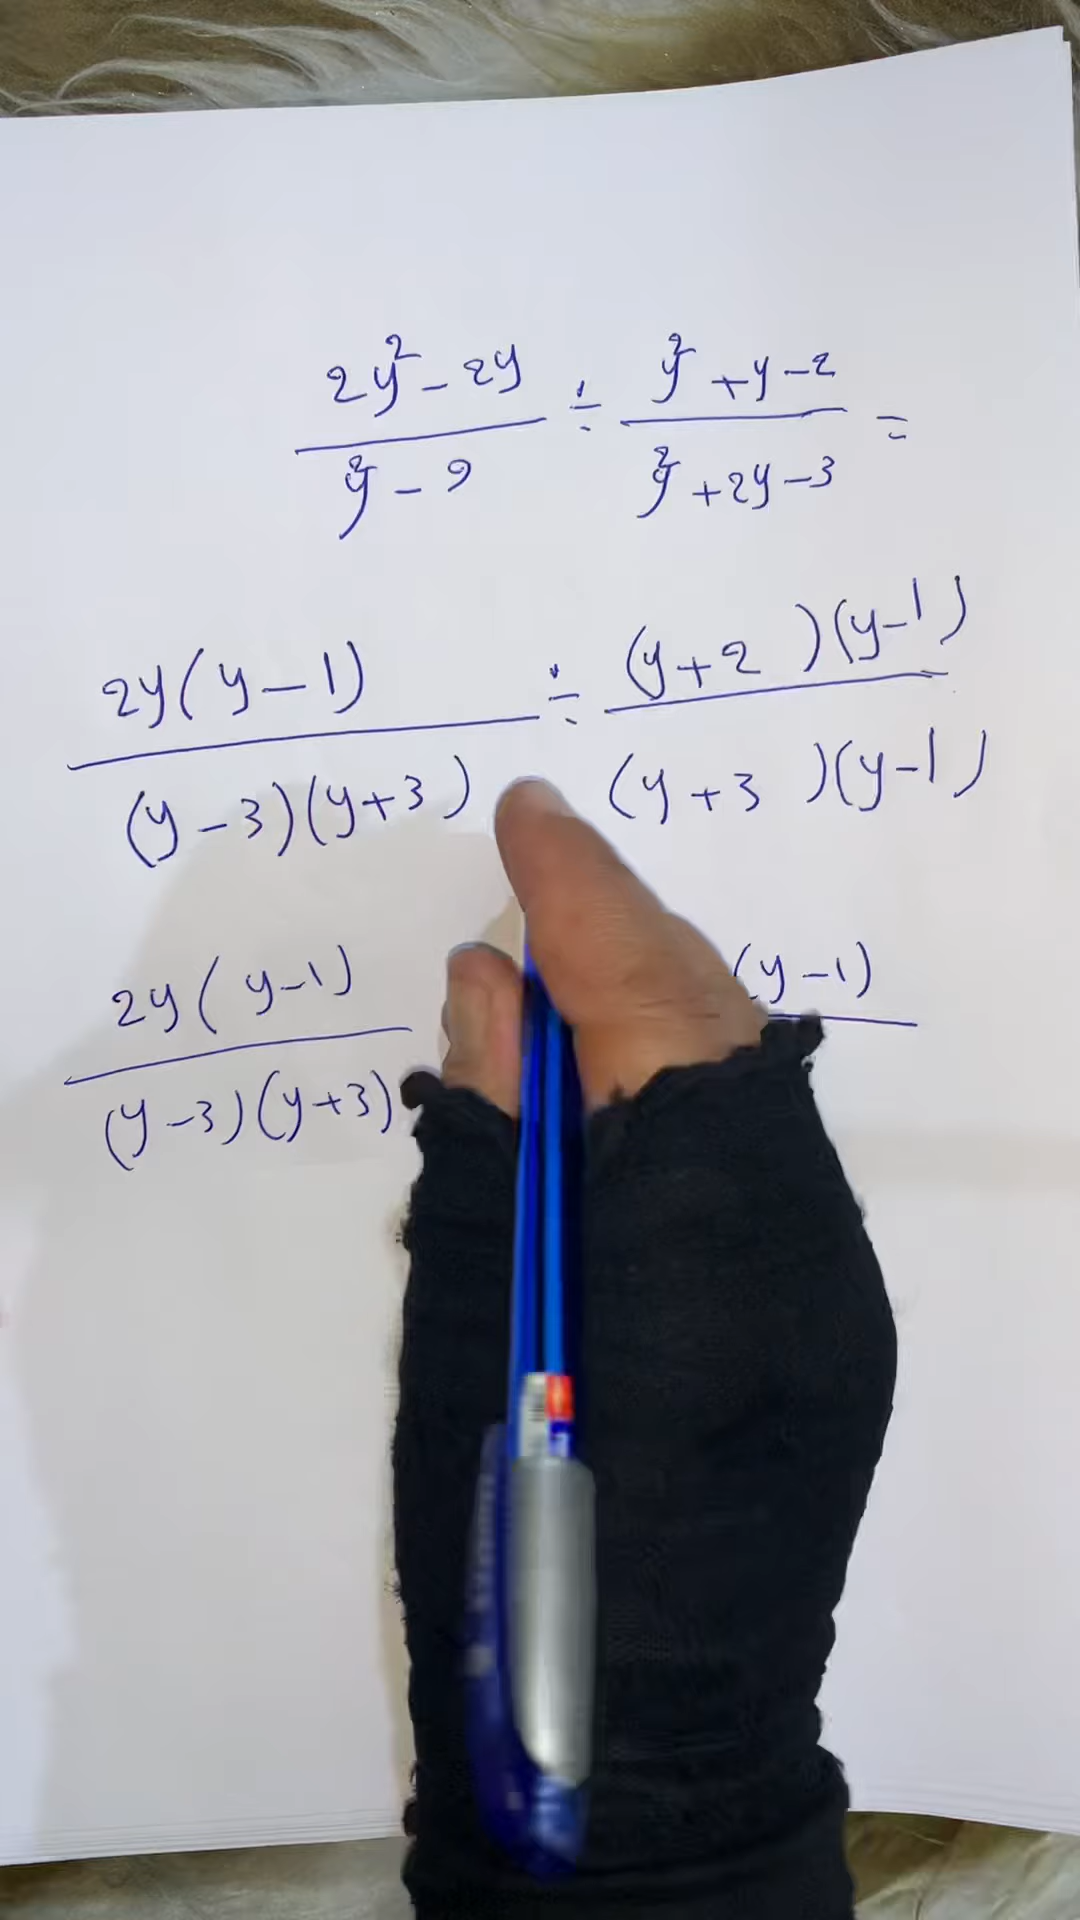 2y² - 2y / y² - 9 ÷ y² + y - 2 / y² + 2y - 3 =
2y(y - 1) / (y - 3)(y + 3) ÷ (y + 2)(y - 1) / (y + 3)(y - 1)
2y(y - 1) / (y - 3)(y + 3) (y - 1)